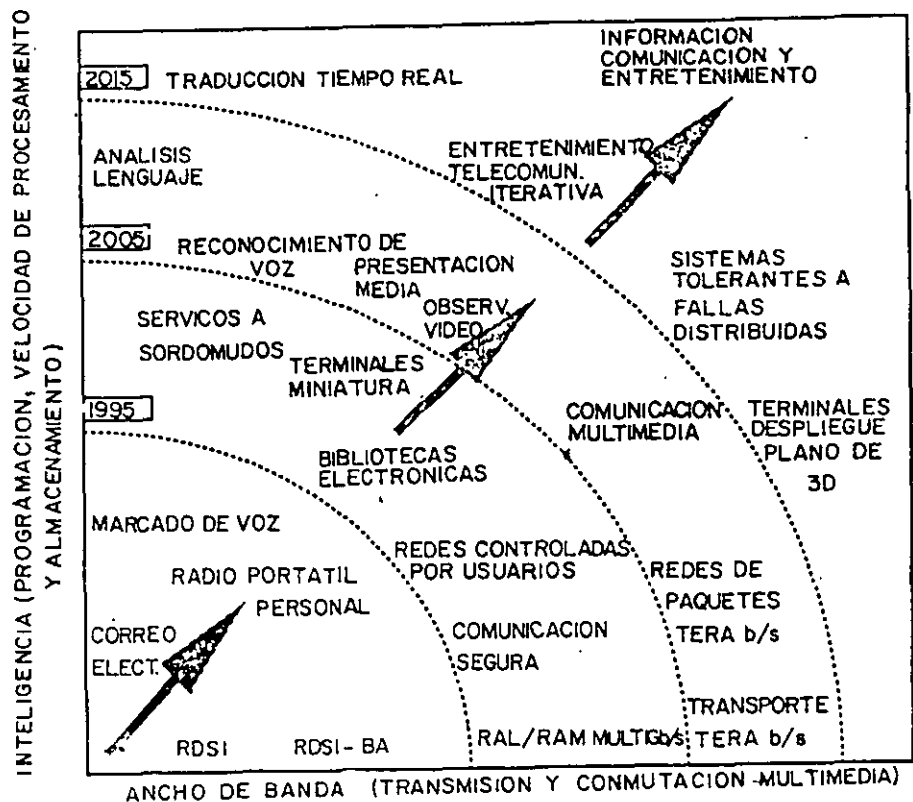 INFORMACION
COMUNICACION Y
ENTRETENIMIENTO
2015
TRADUCCION TIEMPO REAL
ANALISIS
LENGUAJE
ENTRETENIMIENTO
TELECOMUN.
ITERATIVA
2005
RECONOCIMIENTO DE
VOZ
PRESENTACION
MEDIA
OBSERV.
VIDEO
SISTEMAS
TOLERANTES A
FALLAS
DISTRIBUIDAS
SERVICOS A
SORDOMUDOS
TERMINALES
MINIATURA
1995
COMUNICACION
MULTIMEDIA
TERMINALES
DESPLIEGUE
PLANO DE
3D
BIBLIOTECAS
ELECTRONICAS
MARCADO DE VOZ
RADIO PORTATIL
PERSONAL
REDES CONTROLADAS
POR USUARIOS
REDES DE
PAQUETES
TERA b/s
CORREO
ELECT.
COMUNICACION
SEGURA
RDSI
RDSI-BA
RAL/RAM MULTIGb/s
TRANSPORTE
TERA b/s
INTELIGENCIA (PROGRAMACION, VELOCIDAD DE PROCESAMIENTO
Y ALMACENAMIENTO)
ANCHO DE BANDA (TRANSMISION Y CONMUTACION-MULTIMEDIA)